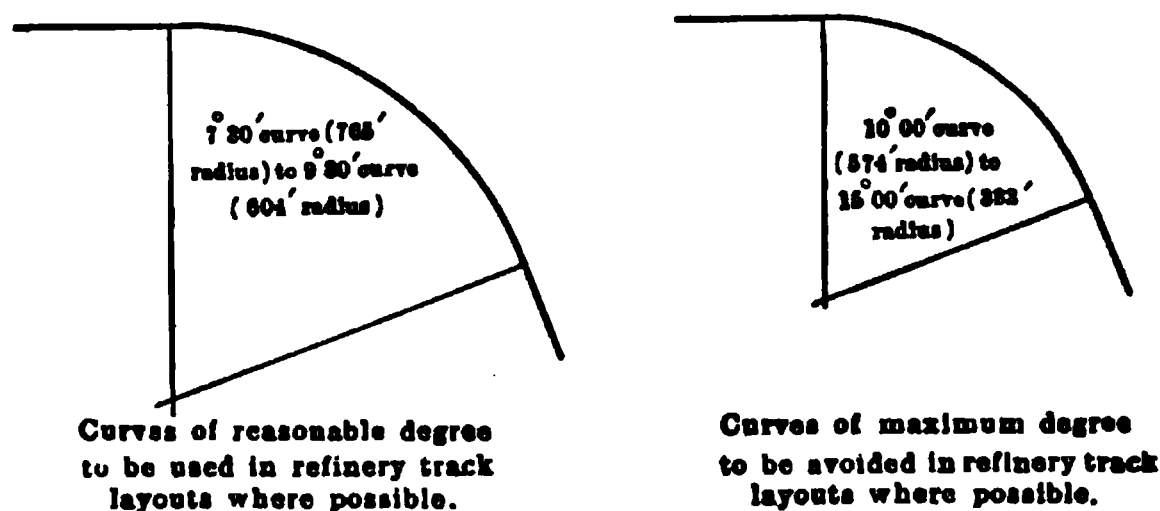 7°30′curve (765′
radius) to 9°30′curve
(604′ radius)
Curves of reasonable degree
to be used in refinery track
layouts where possible.
10°00′curve
(574′radius) to
15°00′curve (383′
radius)
Curves of maximum degree
to be avoided in refinery track
layouts where possible.